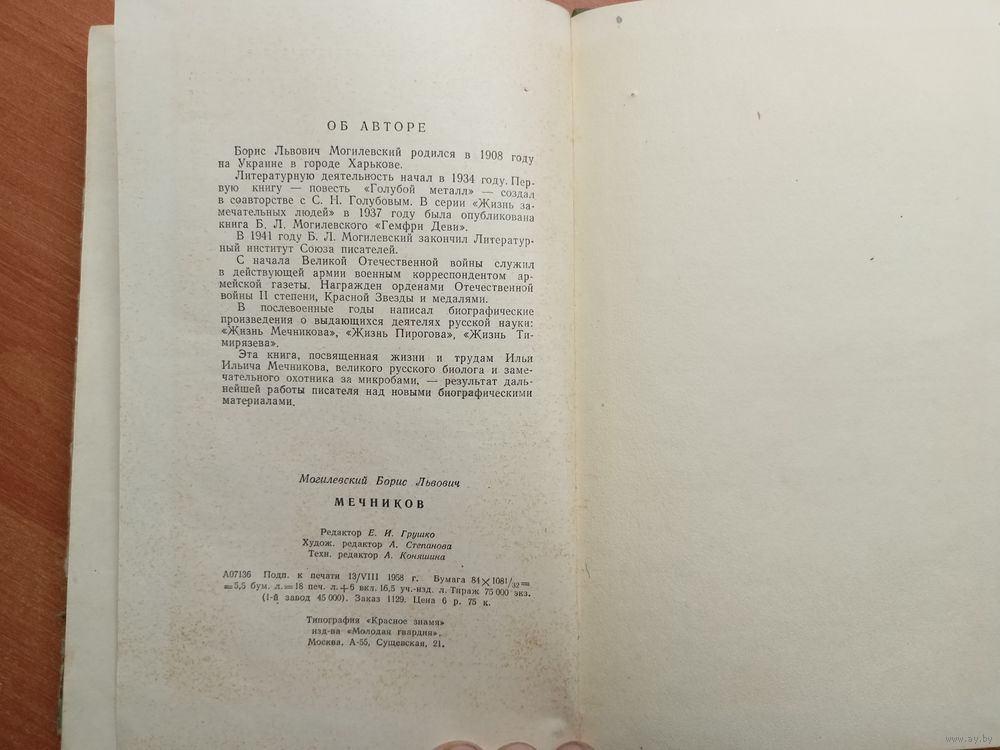 ОБ АВТОРЕ
Борис Львович Могилевский родился в 1908 году
на Украине в городе Харькове.
Литературную деятельность начал в 1934 году. Пер-
вую книгу — повесть «Голубой металл» — создал
в соавторстве с С. Н. Голубовым. В серии «Жизнь за-
мечательных людей» в 1937 году была опубликована
книга Б. Л. Могилевского «Гемфри Деви».
В 1941 году Б. Л. Могилевский закончил Литератур-
ный институт Союза писателей.
С начала Великой Отечественной войны служил
в действующей армии военным корреспондентом ар-
мейской газеты. Награжден орденами Отечественной
войны II степени, Красной Звезды и медалями.
В послевоенные годы написал биографические
произведения о выдающихся деятелях русской науки:
«Жизнь Мечникова», «Жизнь Пирогова», «Жизнь Ти-
мирязева».
Эта книга, посвященная жизни и трудам Ильи
Ильича Мечникова, великого русского биолога и заме-
чательного охотника за микробами, — результат даль-
нейшей работы писателя над новыми биографическими
материалами.
Могилевский Борис Львович
МЕЧНИКОВ
Редактор Е. И. Грушко
Худож. редактор А. Степанова
Техн. редактор А. Коняшина
А07136 Подп. к печати 13/VIII 1958 г. Бумага 84×108 1/32=
=5,5 бум. л.=18 печ. л.+6 вкл. 16,5 уч.-изд. л. Тираж 75 000 экз.
(1-й завод 45 000). Заказ 1129. Цена 6 р. 75 к.
Типография «Красное знамя»
изд-ва «Молодая гвардия».
Москва, А-55, Сущевская, 21.
www.ay.by